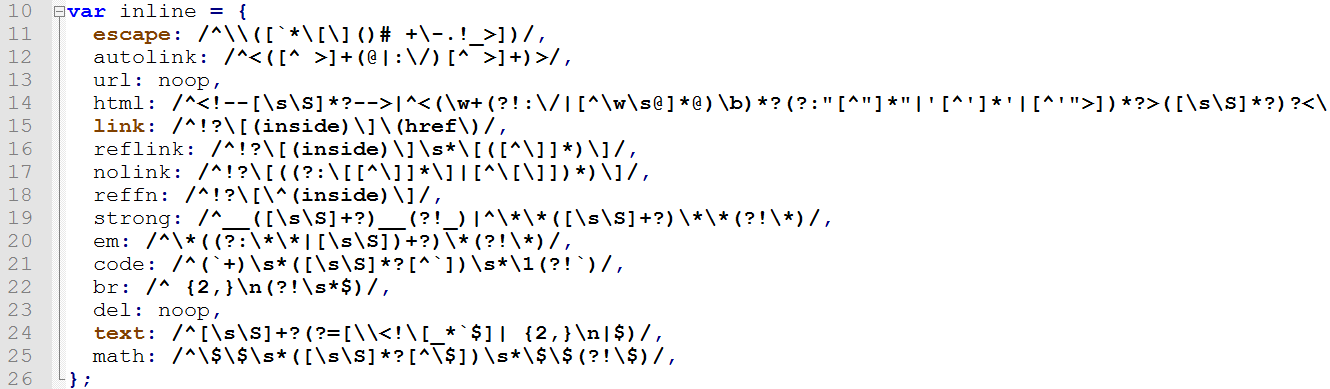 10 var inline = {
11 escape: /^\\([`*\[\]()# +\-.!_>])/,
12 autolink: /^<([^ >]+(@|:\/)[^ >]+)>/,
13 url: noop,
14 html: /^<!--[\s\S]*?-->|^<(\w+(?!:\/|[^\w\s@]*@)\b)*?(?:"[^"]*"|'[^']*'|[^'">])*?>([\s\S]*?)?<\
15 link: /^!?\[(inside)\]\(href\)/,
16 reflink: /^!?\[(inside)\]\s*\[([^\]]*)\]/,
17 nolink: /^!?\[((?:\[[^\]]*\]|[^\[\]])*)\]/,
18 reffn: /^!?\[\^(inside)\]/,
19 strong: /^__([\s\S]+?)__(?!_)|^\*\*([\s\S]+?)\*\*(?!\*)/,
20 em: /^\*((?:\*\*|[\s\S])+?)\*(?!\*)/,
21 code: /^(`+)\s*([\s\S]*?[^`])\s*\1(?!`)/,
22 br: /^ {2,}\n(?!\s*$)/,
23 del: noop,
24 text: /^[\s\S]+?(?=[\\<!\[_*`$]| {2,}\n|$)/,
25 math: /^\$\$\s*([\s\S]*?[^\$])\s*\$\$(?!\$)/,
26 };